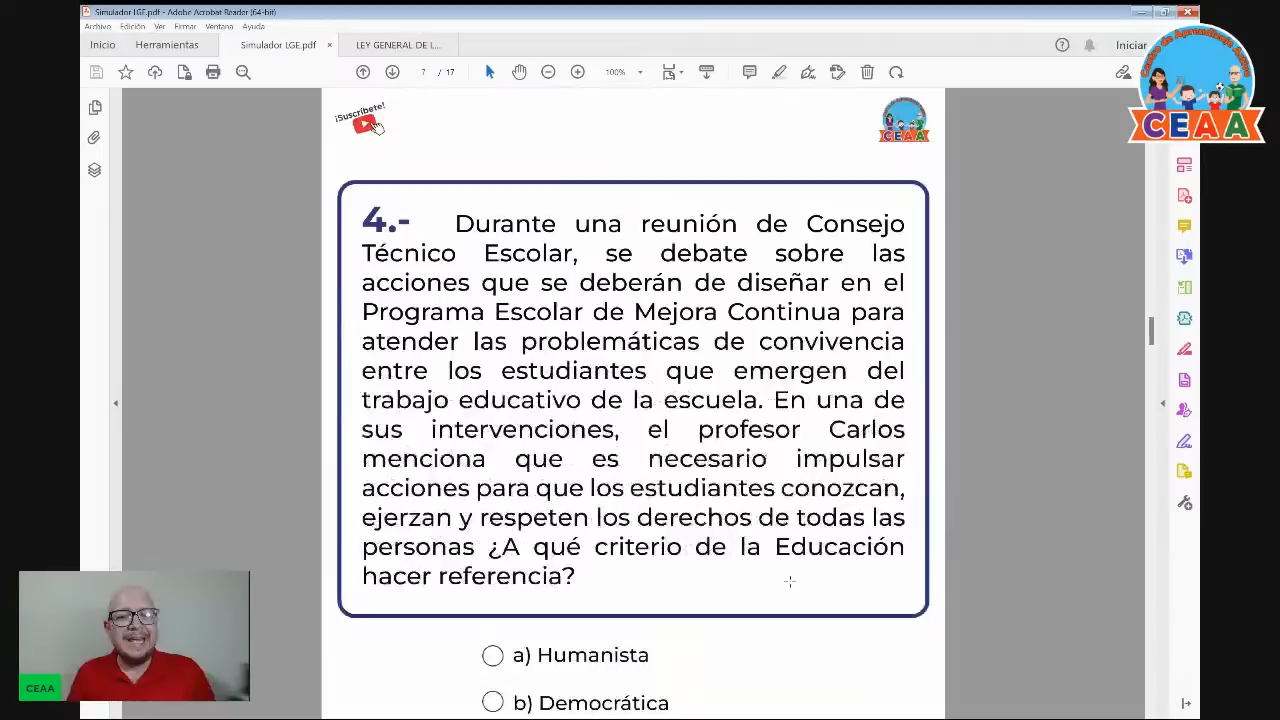 Simulador LGE.pdf - Adobe Acrobat Reader (64-bit)
Archivo Edición Ver Firmar Ventana Ayuda
Inicio Herramientas Simulador LGE.pdf × LEY GENERAL DE L... Iniciar
7 / 17 100%
Centro de Aprendizaje Activo
CEAA
¡Suscríbete!
CEAA
4.- Durante una reunión de Consejo
Técnico Escolar, se debate sobre las
acciones que se deberán de diseñar en el
Programa Escolar de Mejora Continua para
atender las problemáticas de convivencia
entre los estudiantes que emergen del
trabajo educativo de la escuela. En una de
sus intervenciones, el profesor Carlos
menciona que es necesario impulsar
acciones para que los estudiantes conozcan,
ejerzan y respeten los derechos de todas las
personas ¿A qué criterio de la Educación
hacer referencia?
a) Humanista
b) Democrática
CEAA